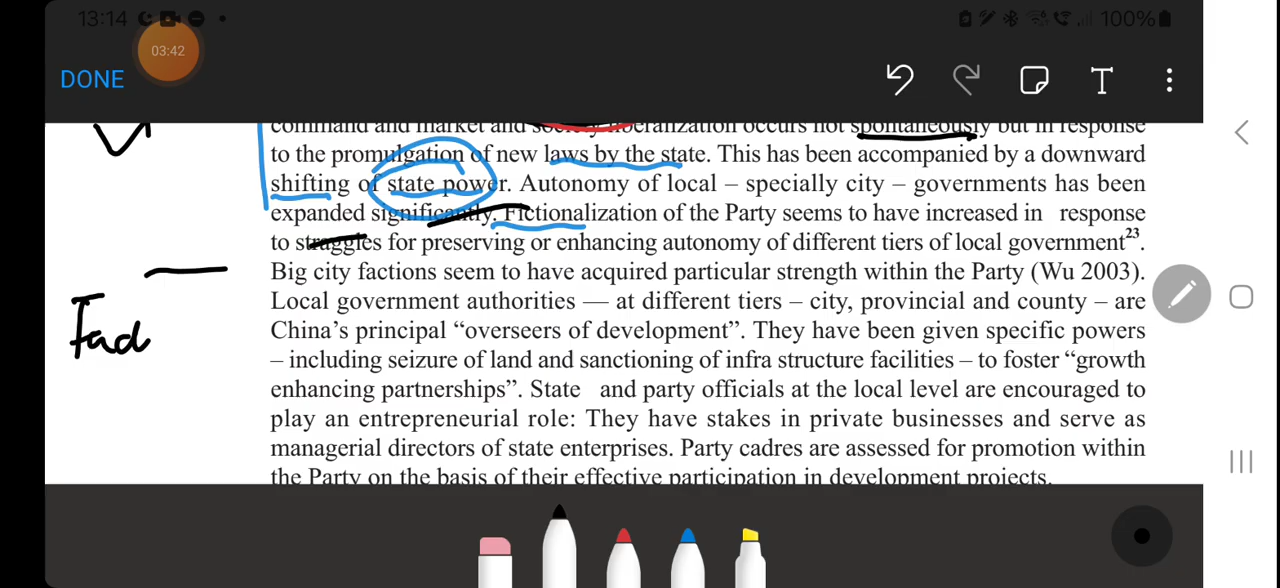 13:14
100%
03:42
DONE
T
command and market and society liberalization occurs not spontaneously but in response
to the promulgation of new laws by the state. This has been accompanied by a downward
shifting of state power. Autonomy of local – specially city – governments has been
expanded significantly. Fictionalization of the Party seems to have increased in response
to struggles for preserving or enhancing autonomy of different tiers of local government23.
Big city factions seem to have acquired particular strength within the Party (Wu 2003).
Local government authorities — at different tiers – city, provincial and county – are
China's principal “overseers of development”. They have been given specific powers
– including seizure of land and sanctioning of infra structure facilities – to foster “growth
enhancing partnerships”. State and party officials at the local level are encouraged to
play an entrepreneurial role: They have stakes in private businesses and serve as
managerial directors of state enterprises. Party cadres are assessed for promotion within
the Party on the basis of their effective participation in development projects.